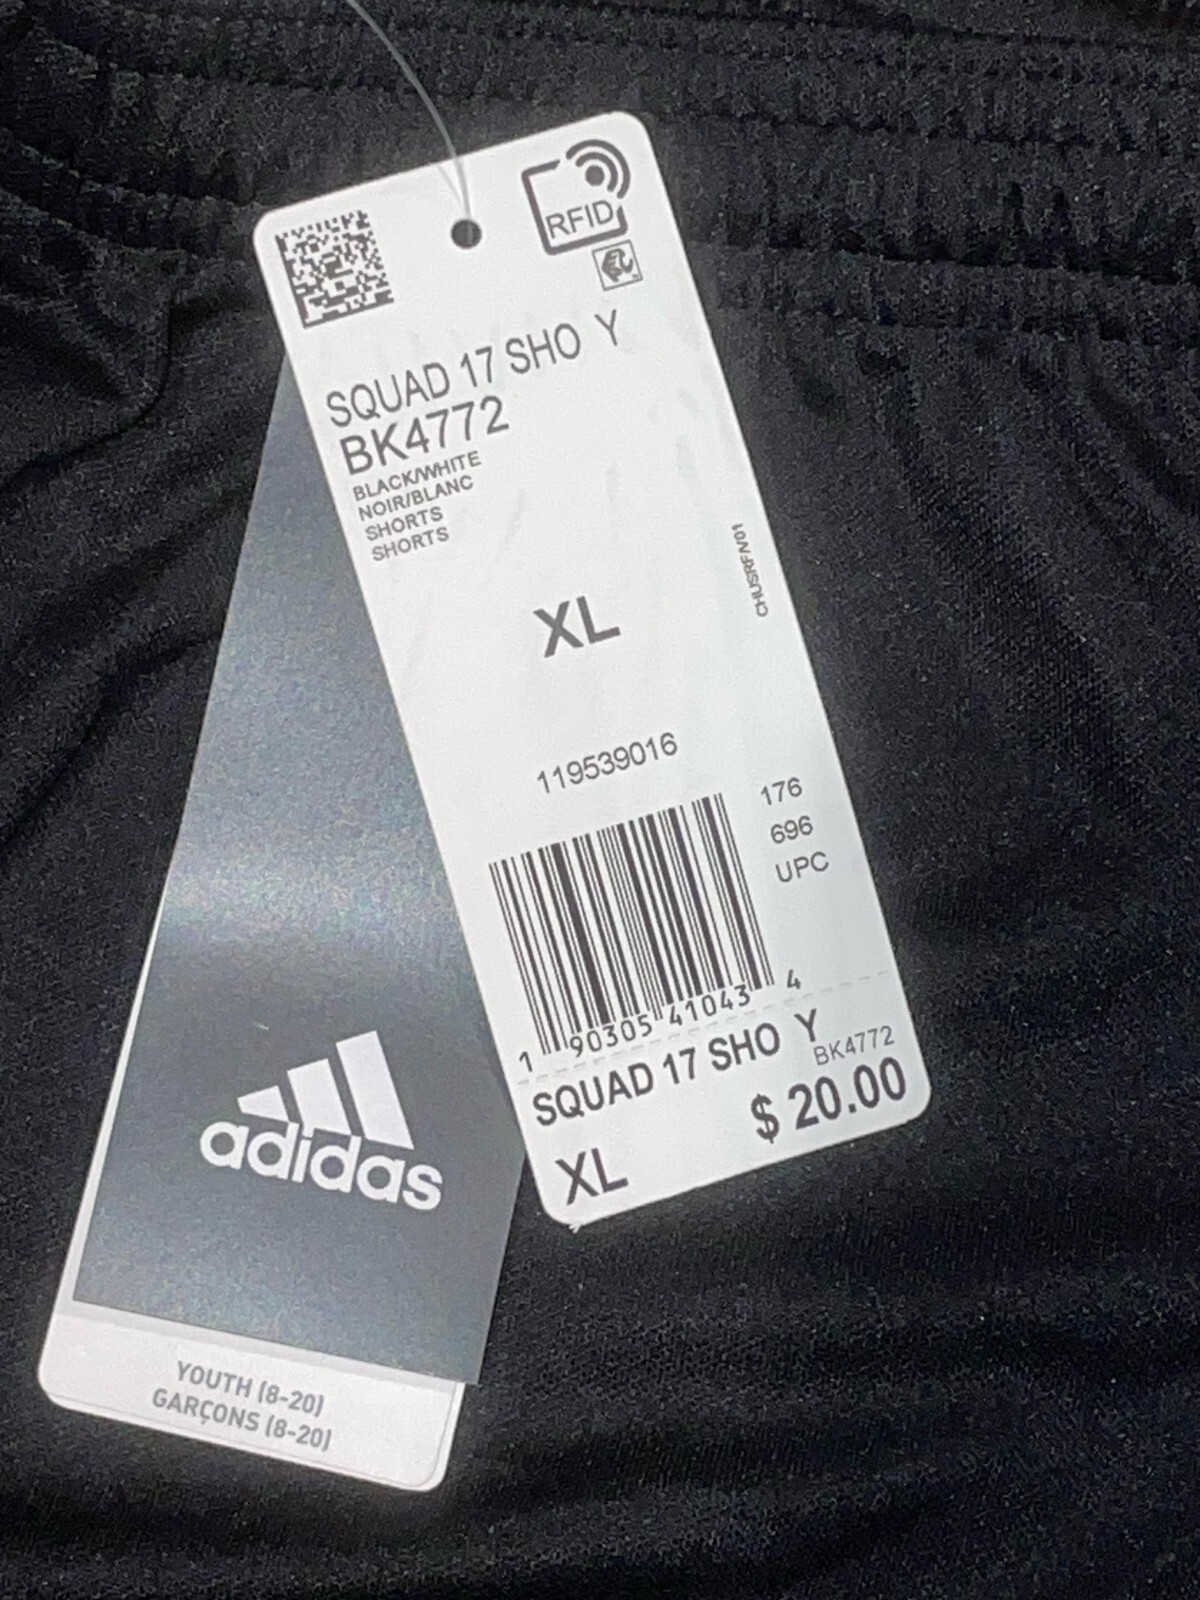 RFID
SQUAD 17 SHO Y
BK4772
BLACK/WHITE
NOIR/BLANC
SHORTS
SHORTS
CHUSRFIV01
XL
119539016
176
696
UPC
1 90305 41043 4
SQUAD 17 SHO Y
BK4772
$ 20.00
XL
adidas
YOUTH (8-20)
GARÇONS (8-20)